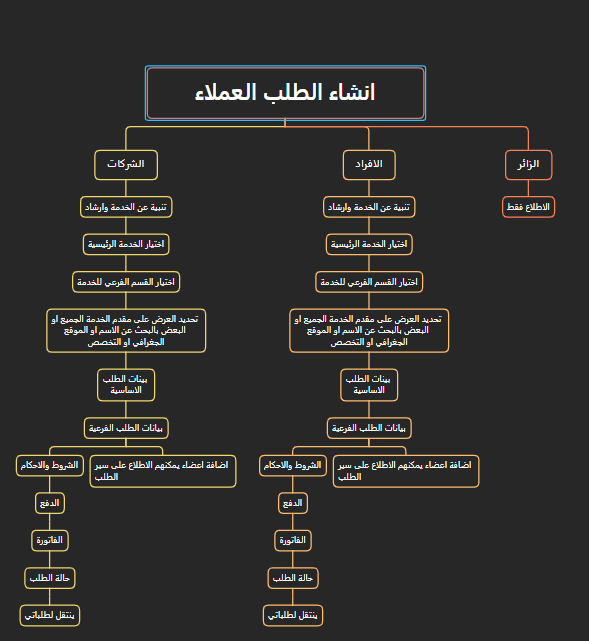 انشاء الطلب العملاء
الزائر
الاطلاع فقط
الافراد
تنبية عن الخدمة وارشاد
اختيار الخدمة الرئيسية
اختيار القسم الفرعي للخدمة
تحديد العرض على مقدم الخدمة الجميع او
البعض بالبحث عن الاسم او الموقع
الجغرافي او التخصص
بينات الطلب
الاساسية
بيانات الطلب الفرعية
اضافة اعضاء يمكنهم الاطلاع على سير
الطلب
الشروط والاحكام
الدفع
الفاتورة
حالة الطلب
ينتقل لطلباتي
الشركات
تنبية عن الخدمة وارشاد
اختيار الخدمة الرئيسية
اختيار القسم الفرعي للخدمة
تحديد العرض على مقدم الخدمة الجميع او
البعض بالبحث عن الاسم او الموقع
الجغرافي او التخصص
بينات الطلب
الاساسية
بيانات الطلب الفرعية
اضافة اعضاء يمكنهم الاطلاع على سير
الطلب
الشروط والاحكام
الدفع
الفاتورة
حالة الطلب
ينتقل لطلباتي